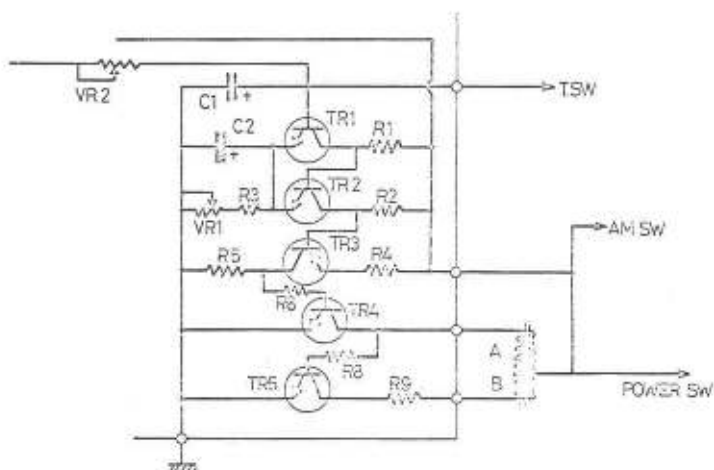 VR2
C1
+
TSW
C2
+
TR1
R1
TR2
R2
R3
VR1
TR3
AM SW
R5
R4
R6
TR4
A
R8
TR5
R9
B
POWER SW